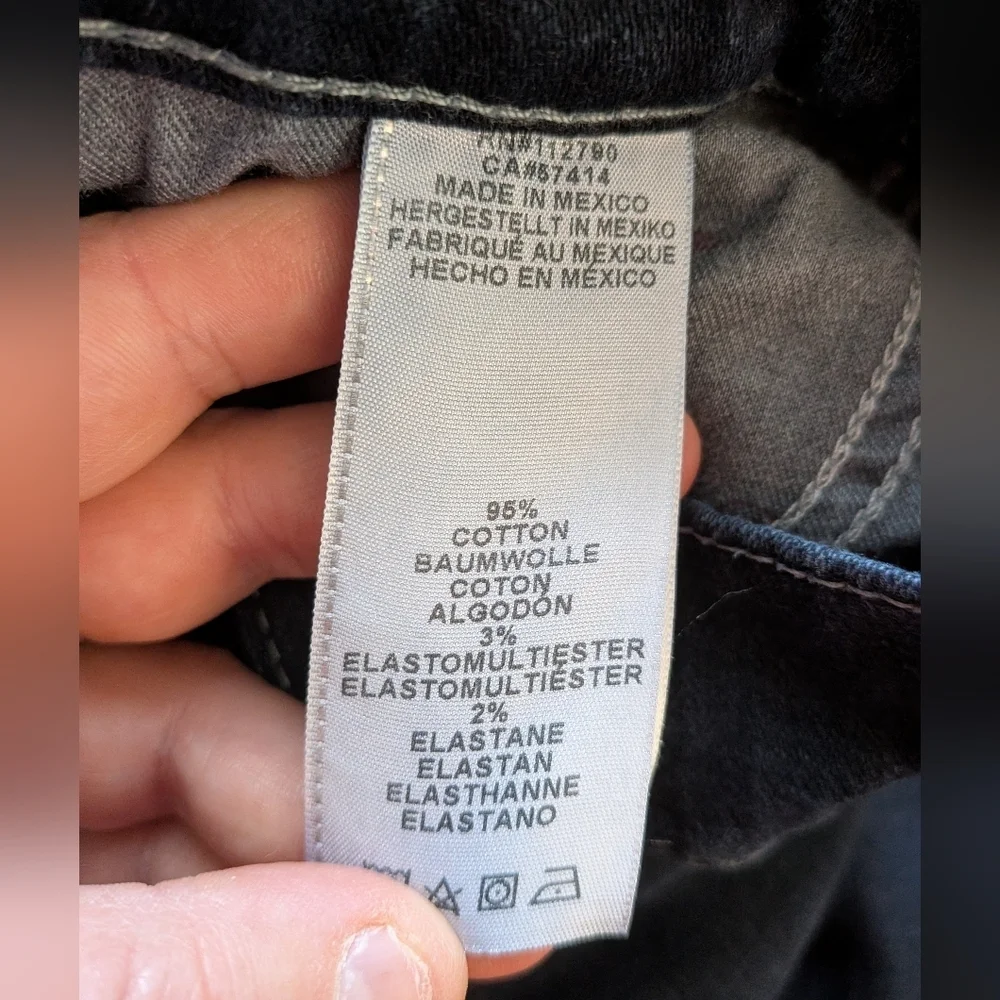 RN#112790
CA#57414
MADE IN MEXICO
HERGESTELLT IN MEXIKO
FABRIQUÉ AU MEXIQUE
HECHO EN MÉXICO
95%
COTTON
BAUMWOLLE
COTON
ALGODÓN
3%
ELASTOMULTIESTER
ELASTOMULTIÉSTER
2%
ELASTANE
ELASTAN
ELASTHANNE
ELASTANO